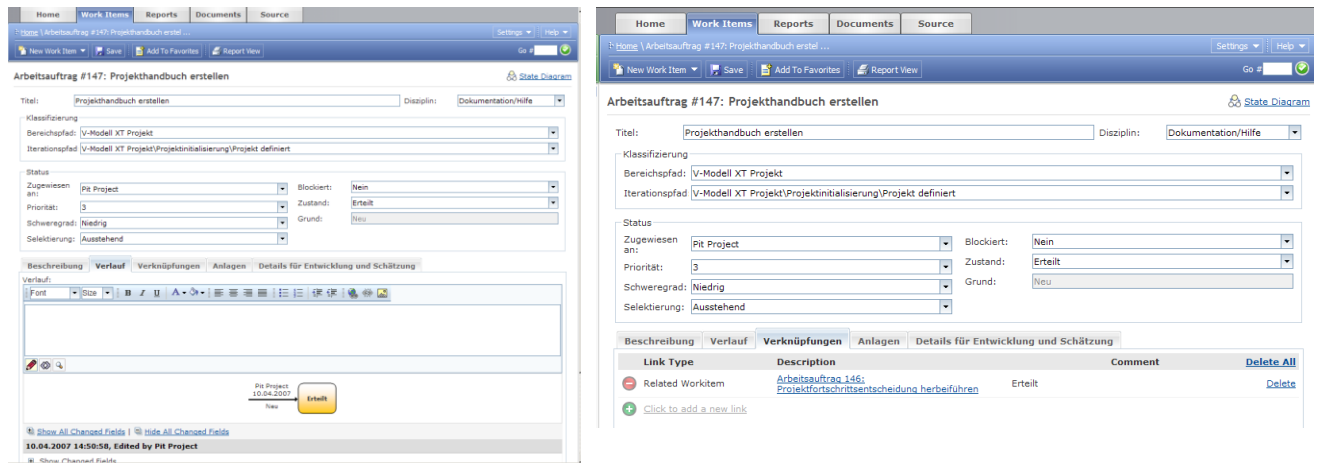 Home Work Items Reports Documents Source
Home \ Arbeitsauftrag #147: Projekthandbuch erstel ... Settings Help
New Work Item Save Add To Favorites Report View Go #
Arbeitsauftrag #147: Projekthandbuch erstellen State Diagram
Titel: Projekthandbuch erstellen Disziplin: Dokumentation/Hilfe
Klassifizierung
Bereichspfad: V-Modell XT Projekt
Iterationspfad V-Modell XT Projekt\Projektinitialisierung\Projekt definiert
Status
Zugewiesen an: Pit Project Blockiert: Nein
Priorität: 3 Zustand: Erteilt
Schweregrad: Niedrig Grund: Neu
Selektierung: Ausstehend
Beschreibung Verlauf Verknüpfungen Anlagen Details für Entwicklung und Schätzung
Verlauf:
Font Size B I U A
Pit Project
10.04.2007
Neu
Erteilt
Show All Changed Fields | Hide All Changed Fields
10.04.2007 14:50:58, Edited by Pit Project
Show Changed Fields
Home Work Items Reports Documents Source
Home \ Arbeitsauftrag #147: Projekthandbuch erstel ... Settings Help
New Work Item Save Add To Favorites Report View Go #
Arbeitsauftrag #147: Projekthandbuch erstellen State Diagram
Titel: Projekthandbuch erstellen Disziplin: Dokumentation/Hilfe
Klassifizierung
Bereichspfad: V-Modell XT Projekt
Iterationspfad V-Modell XT Projekt\Projektinitialisierung\Projekt definiert
Status
Zugewiesen an: Pit Project Blockiert: Nein
Priorität: 3 Zustand: Erteilt
Schweregrad: Niedrig Grund: Neu
Selektierung: Ausstehend
Beschreibung Verlauf Verknüpfungen Anlagen Details für Entwicklung und Schätzung
Link Type Description Comment Delete All
Related Workitem Arbeitsauftrag 146: Projektfortschrittsentscheidung herbeiführen Erteilt Delete
Click to add a new link